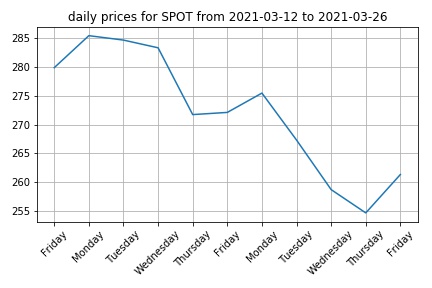 daily prices for SPOT from 2021-03-12 to 2021-03-26
285
280
275
270
265
260
255
Friday
Monday
Tuesday
Wednesday
Thursday
Friday
Monday
Tuesday
Wednesday
Thursday
Friday